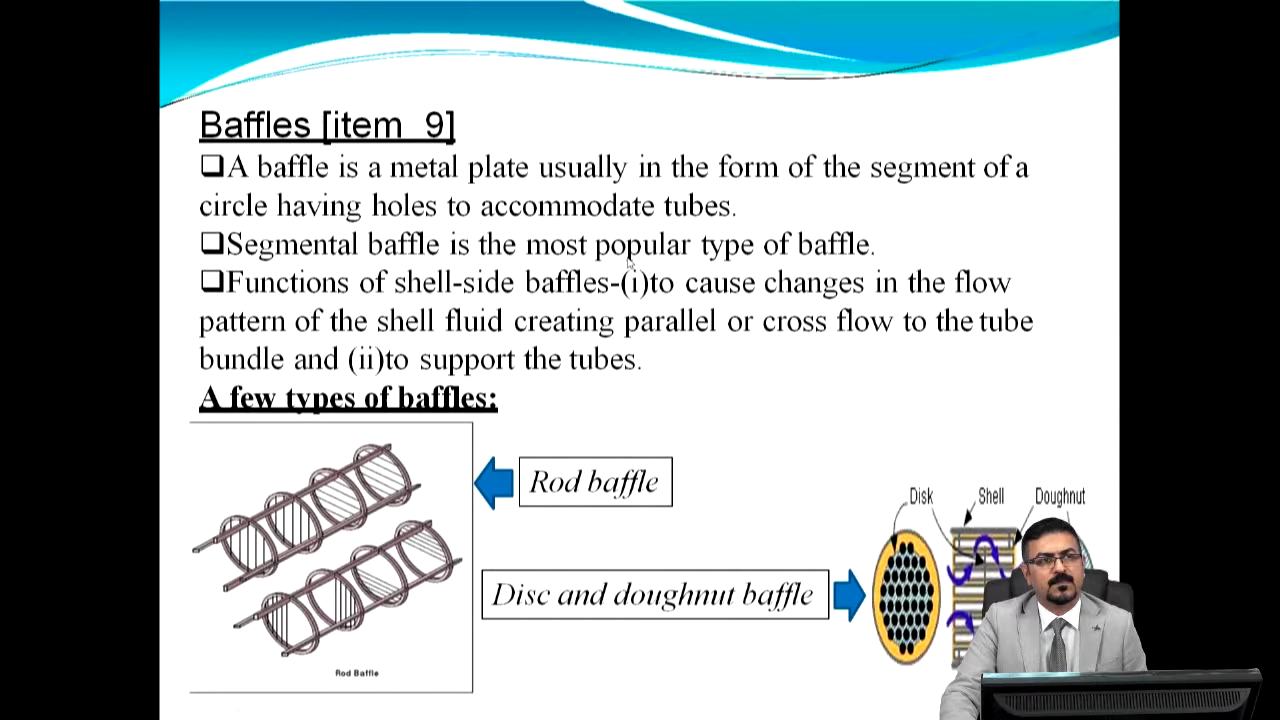 Baffles [item 9]
❑A baffle is a metal plate usually in the form of the segment of a
circle having holes to accommodate tubes.
❑Segmental baffle is the most popular type of baffle.
❑Functions of shell-side baffles-(i)to cause changes in the flow
pattern of the shell fluid creating parallel or cross flow to the tube
bundle and (ii)to support the tubes.
A few types of baffles:
Rod baffle
Disk Shell Doughnut
Disc and doughnut baffle
Rod Baffle